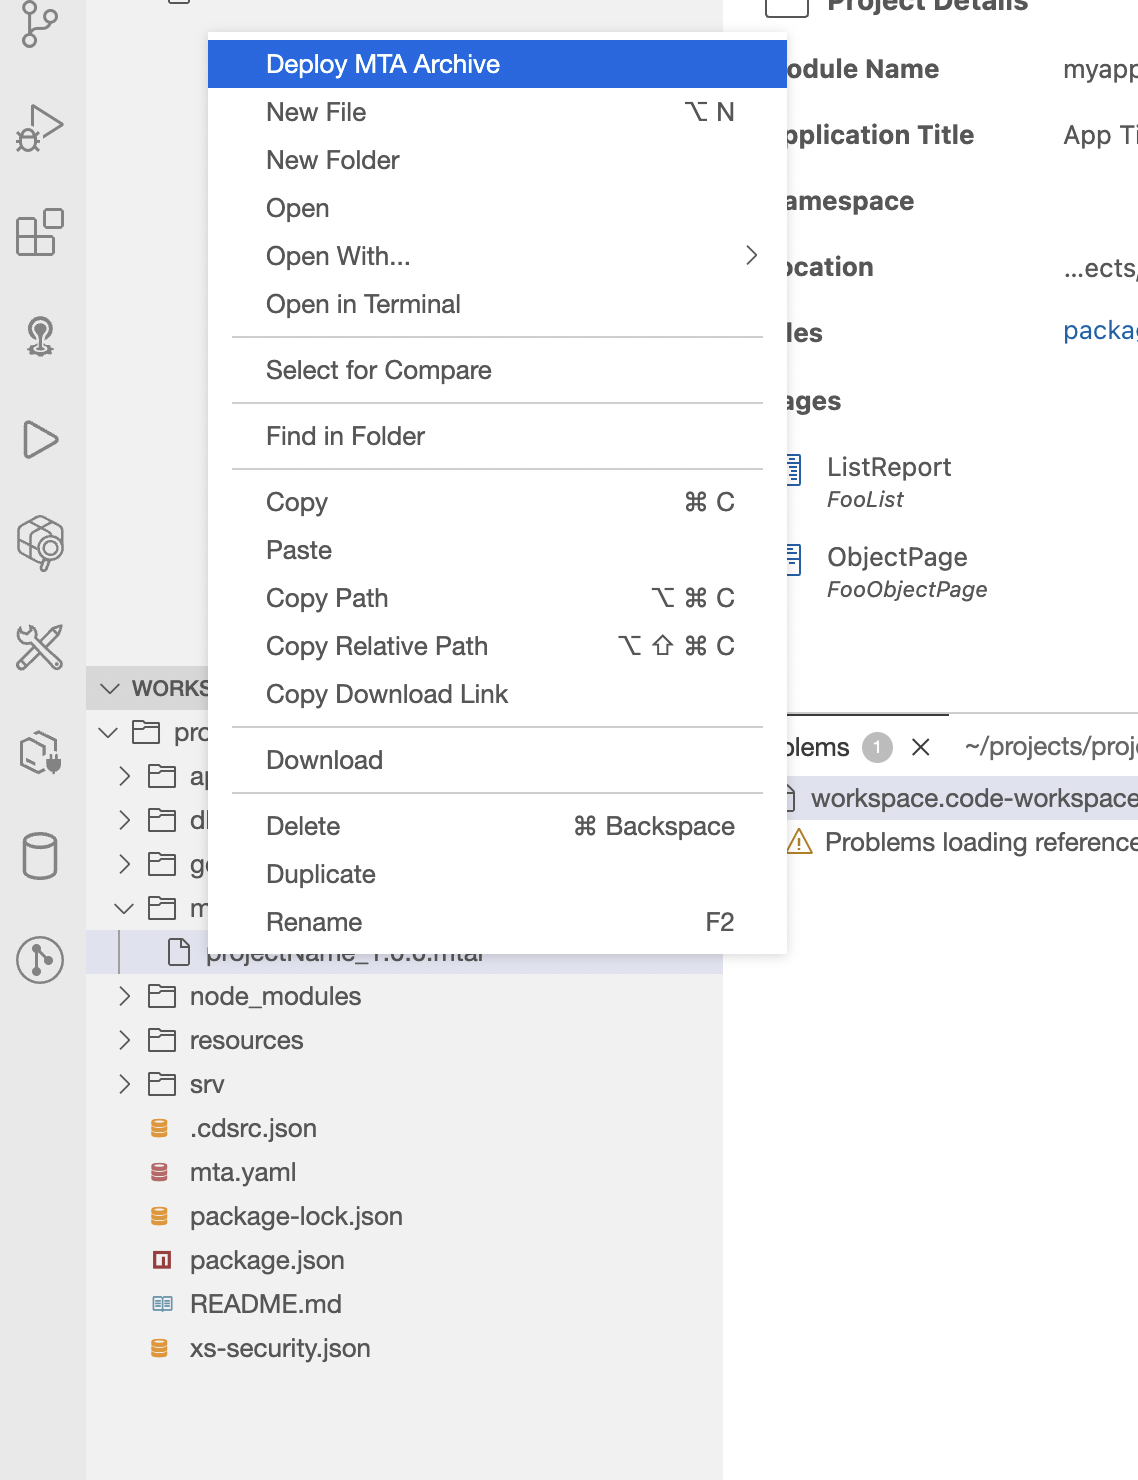 Project Details
Deploy MTA Archive
New File ⌥ N
New Folder
Open
Open With...
Open in Terminal
Select for Compare
Find in Folder
Copy ⌘ C
Paste
Copy Path ⌥ ⌘ C
Copy Relative Path ⌥ ⇧ ⌘ C
Copy Download Link
Download
Delete ⌘ Backspace
Duplicate
Rename F2
odule Name myapp
pplication Title App Ti
amespace
ocation ...ects/
les packag
ages
ListReport
FooList
ObjectPage
FooObjectPage
blems 1 ~/projects/proj
workspace.code-workspace
Problems loading reference
WORKS
pro
ap
d
g
m
projectName_1.0.0.mtar
node_modules
resources
srv
.cdsrc.json
mta.yaml
package-lock.json
package.json
README.md
xs-security.json